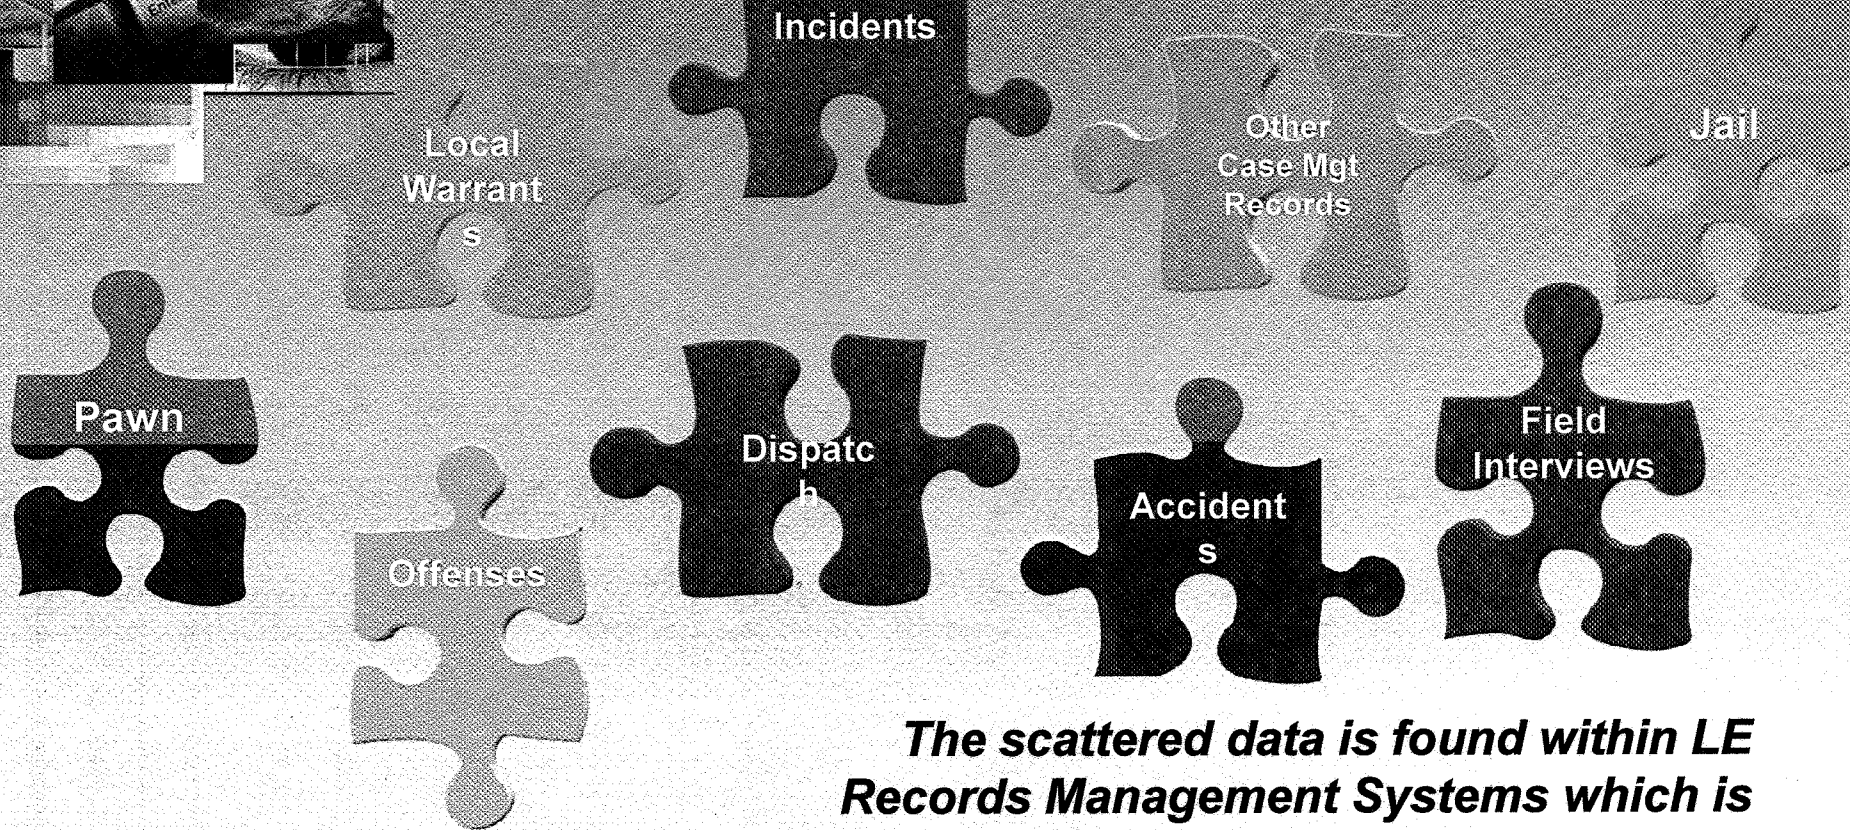 Incidents
Local
Warrant
s
Other
Case Mgt
Records
Jail
Pawn
Dispatc
h
Field
Interviews
Accident
s
Offenses
The scattered data is found within LE
Records Management Systems which is